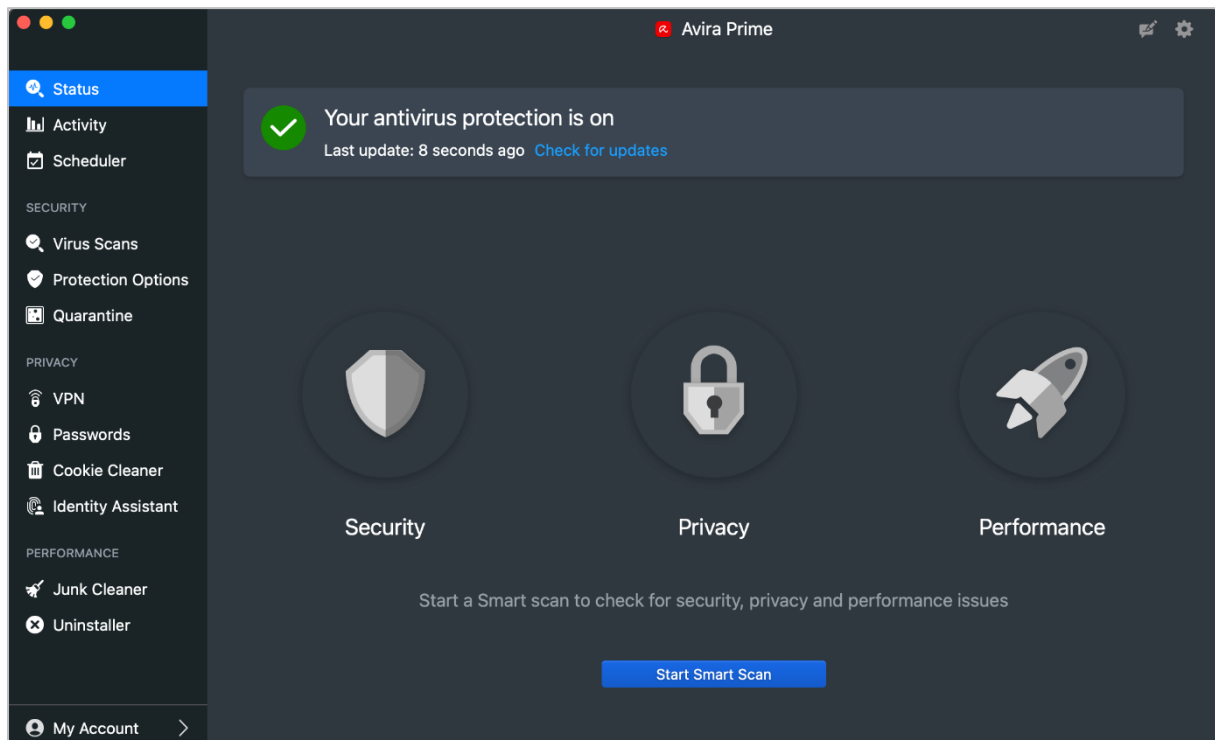 Avira Prime
Status
Activity
Scheduler
SECURITY
Virus Scans
Protection Options
Quarantine
PRIVACY
VPN
Passwords
Cookie Cleaner
Identity Assistant
PERFORMANCE
Junk Cleaner
Uninstaller
My Account
Your antivirus protection is on
Last update: 8 seconds ago Check for updates
Security
Privacy
Performance
Start a Smart scan to check for security, privacy and performance issues
Start Smart Scan